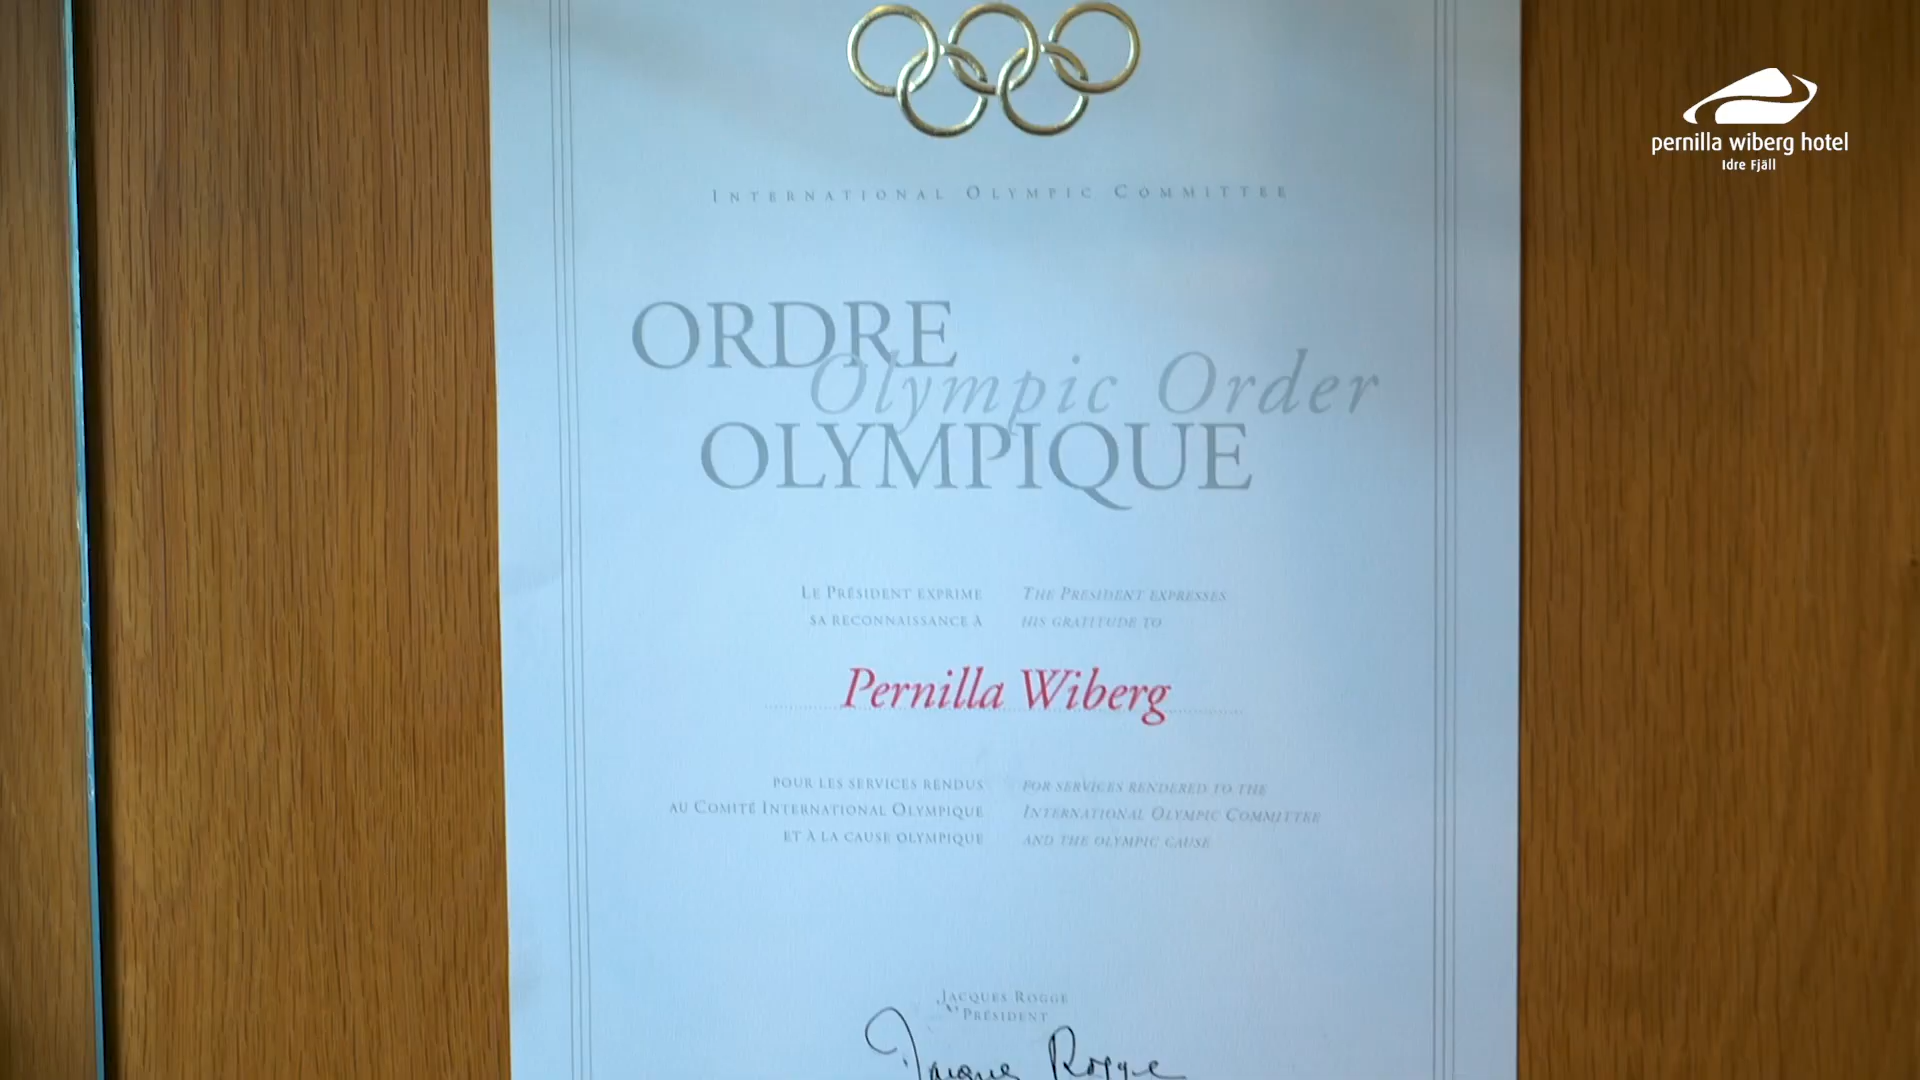 INTERNATIONAL OLYMPIC COMMITTEE
ORDRE
Olympic Order
OLYMPIQUE
LE PRÉSIDENT EXPRIME
SA RECONNAISSANCE À
THE PRESIDENT EXPRESSES
HIS GRATITUDE TO
Pernilla Wiberg
POUR LES SERVICES RENDUS
AU COMITÉ INTERNATIONAL OLYMPIQUE
ET À LA CAUSE OLYMPIQUE
FOR SERVICES RENDERED TO THE
INTERNATIONAL OLYMPIC COMMITTEE
AND THE OLYMPIC CAUSE
JACQUES ROGGE
PRÉSIDENT
Jacques Rogge
pernilla wiberg hotel
Idre Fjäll